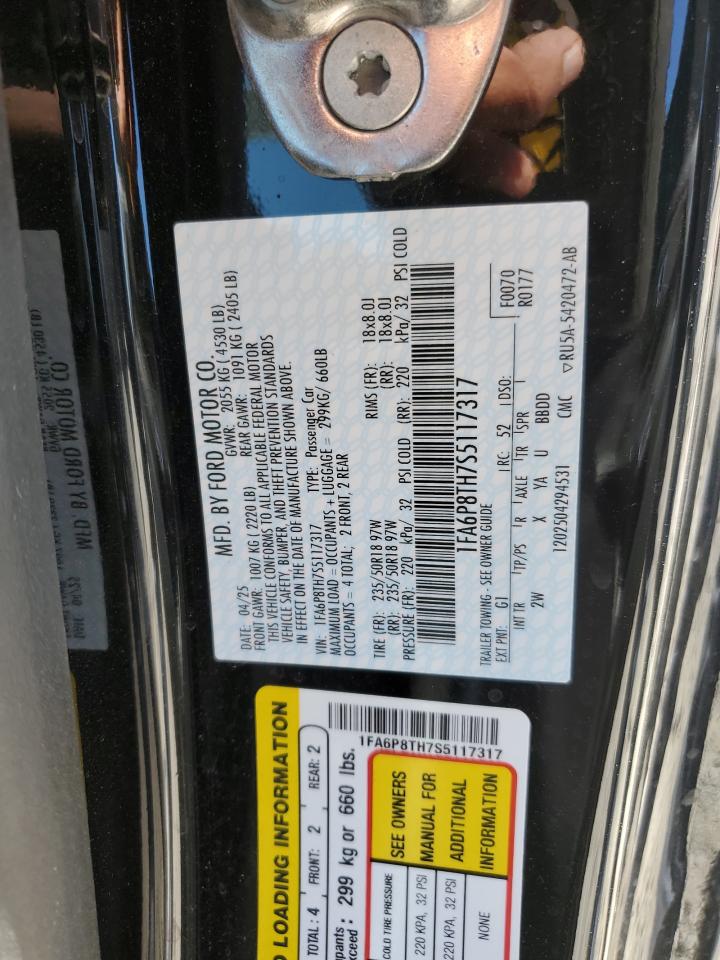 MFD. BY FORD MOTOR CO.
DATE: 04/25 GVWR: 2055 KG ( 4530 LB)
FRONT GAWR: 1007 KG ( 2220 LB) REAR GAWR: 1091 KG ( 2405 LB)
THIS VEHICLE CONFORMS TO ALL APPLICABLE FEDERAL MOTOR
VEHICLE SAFETY, BUMPER, AND THEFT PREVENTION STANDARDS
IN EFFECT ON THE DATE OF MANUFACTURE SHOWN ABOVE.
VIN: 1FA6P8TH7S5117317 TYPE: Passenger Car
MAXIMUM LOAD = OCCUPANTS + LUGGAGE = 299KG/ 660LB
OCCUPANTS = 4 TOTAL; 2 FRONT, 2 REAR
TIRE (FR): 235/50R18 97W RIMS (FR): 18x8.0J
(RR): 235/50R18 97W (RR): 18x8.0J
PRESSURE (FR): 220 kPa/ 32 PSI COLD (RR): 220 kPa/ 32 PSI COLD
1FA6P8TH7S5117317
TRAILER TOWING - SEE OWNER GUIDE
EXT PNT: G1 RC: 52 DSO: F0070
R0177
INT TR TP/PS R AXLE TR SPR
2W X YA U BBDD
120250429453I CMC ▽RU5A-5420472-AB
1FA6P8TH7S5117317
LOADING INFORMATION
TOTAL : 4 FRONT: 2 REAR: 2
299 kg or 660 lbs.
COLD TIRE PRESSURE
220 KPA, 32 PSI
220 KPA, 32 PSI
NONE
SEE OWNERS
MANUAL FOR
ADDITIONAL
INFORMATION